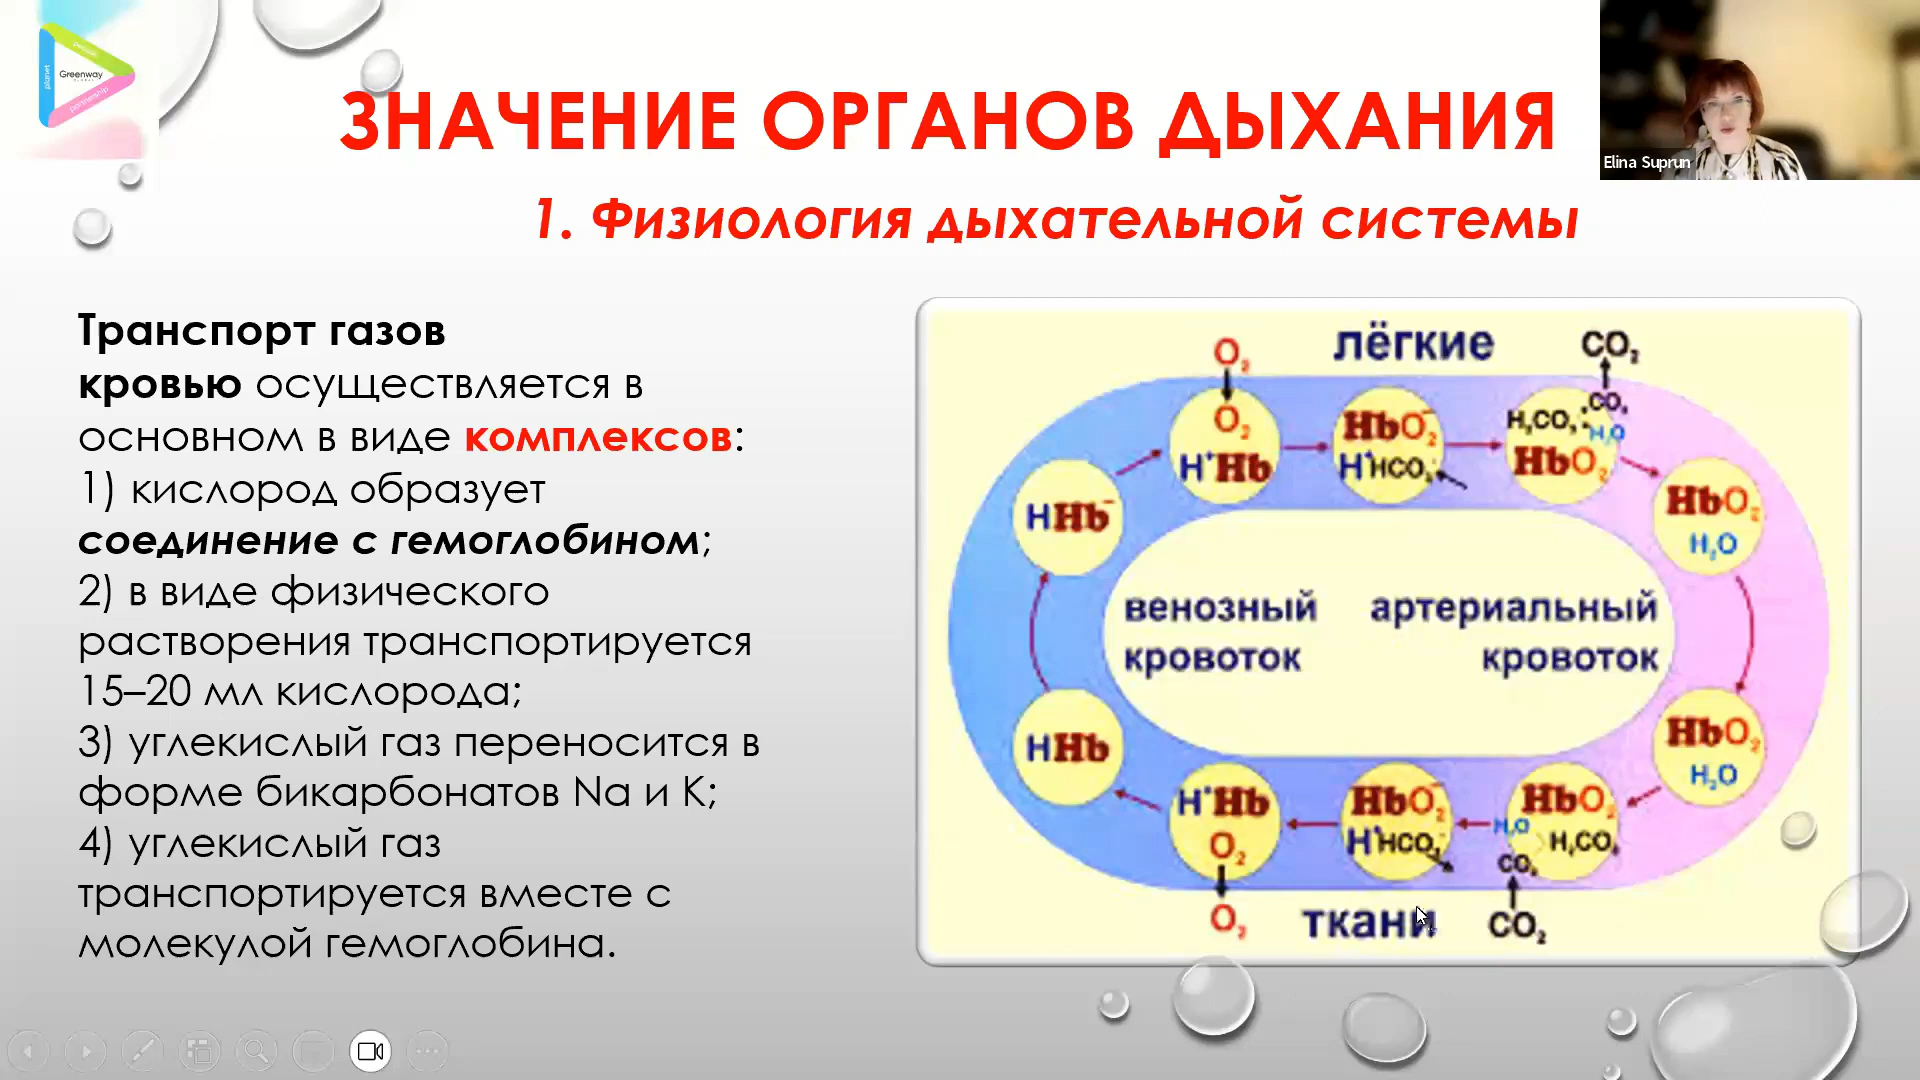 planet
people
Greenway
GLOBAL
partnership
ЗНАЧЕНИЕ ОРГАНОВ ДЫХАНИЯ
1. Физиология дыхательной системы
Elina Suprun
Транспорт газов
кровью осуществляется в
основном в виде комплексов:
1) кислород образует
соединение с гемоглобином;
2) в виде физического
растворения транспортируется
15–20 мл кислорода;
3) углекислый газ переносится в
форме бикарбонатов Na и K;
4) углекислый газ
транспортируется вместе с
молекулой гемоглобина.
O₂ лёгкие CO₂
O₂ HbO₂⁻ H₂CO₃ CO₂ H₂O
H⁺Hb H⁺HCO₃⁻ HbO₂
HHb⁻ HbO₂
H₂O
венозный артериальный
кровоток кровоток
HHb HbO₂
H₂O
H⁺Hb HbO₂⁻ HbO₂
O₂ H⁺HCO₃⁻ H₂O H₂CO₃
CO₂
O₂ ткани CO₂